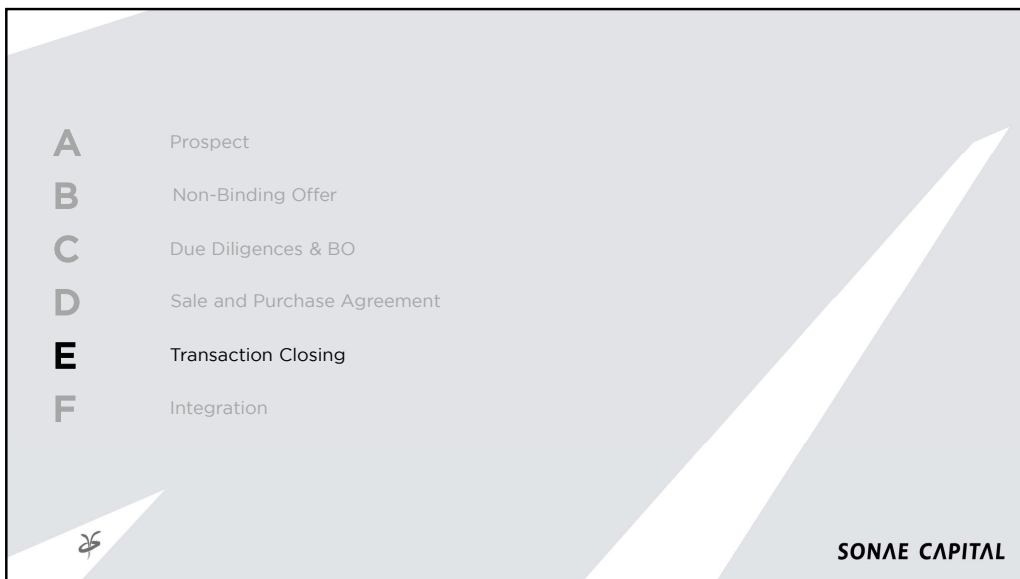 A Prospect
B Non-Binding Offer
C Due Diligences & BO
D Sale and Purchase Agreement
E Transaction Closing
F Integration
SONAE CAPITAL